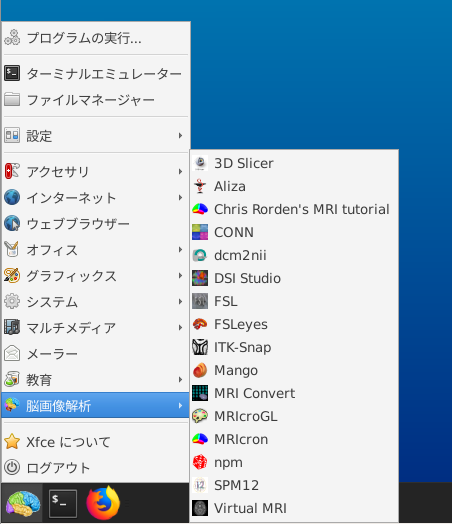 プログラムの実行...
ターミナルエミュレーター
ファイルマネージャー
設定
アクセサリ
インターネット
ウェブブラウザー
オフィス
グラフィックス
システム
マルチメディア
メーラー
教育
脳画像解析
Xfce について
ログアウト
3D Slicer
Aliza
Chris Rorden's MRI tutorial
CONN
dcm2nii
DSI Studio
FSL
FSLeyes
ITK-Snap
Mango
MRI Convert
MRIcroGL
MRIcron
npm
SPM12
Virtual MRI